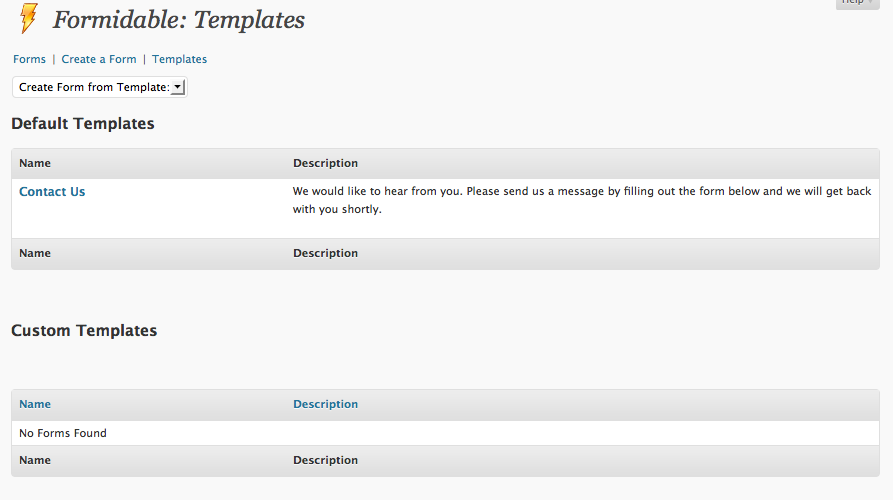 Help
Formidable: Templates
Forms | Create a Form | Templates
Create Form from Template:
Default Templates
Name Description
Contact Us We would like to hear from you. Please send us a message by filling out the form below and we will get back
with you shortly.
Name Description
Custom Templates
Name Description
No Forms Found
Name Description